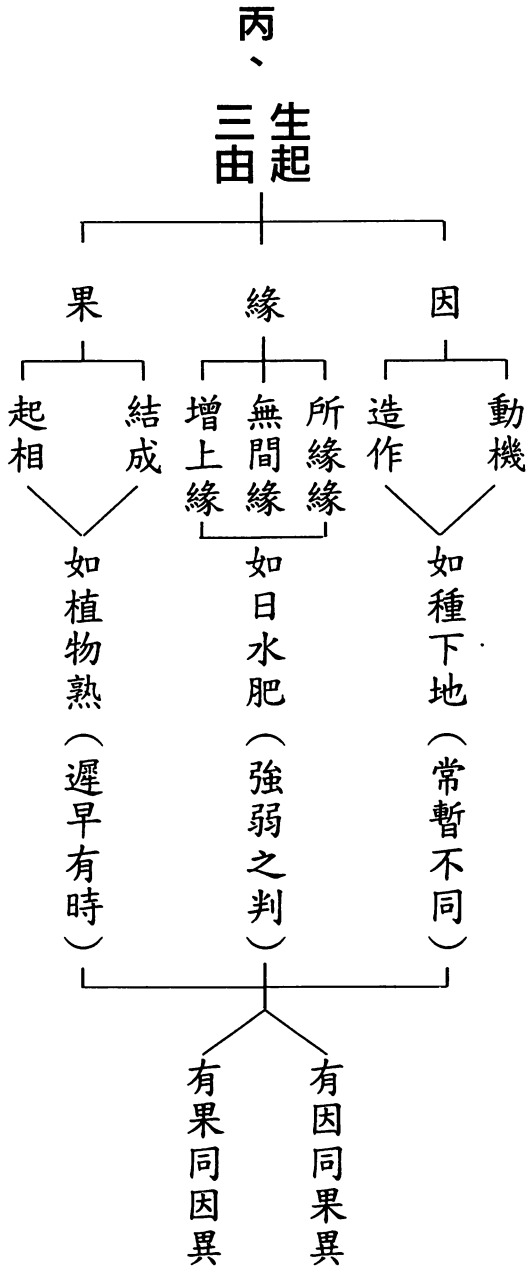 丙、
生起
三由
因
緣
果
動機
造作
所緣緣
無間緣
增上緣
結成
起相
如種下地（常暫不同）
如日水肥（強弱之判）
如植物熟（遲早有時）
有因同果異
有果同因異